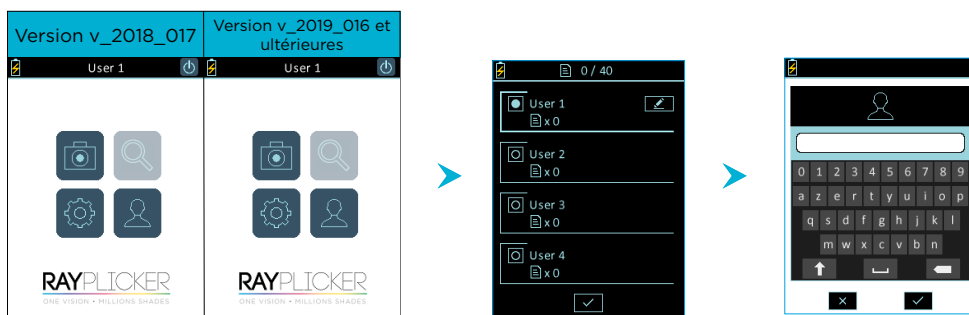 Version v_2018_017
Version v_2019_016 et
ultérieures
User 1
User 1
RAYPLICKER
ONE VISION • MILLIONS SHADES
RAYPLICKER
ONE VISION • MILLIONS SHADES
0 / 40
User 1
x 0
User 2
x 0
User 3
x 0
User 4
x 0
0 1 2 3 4 5 6 7 8 9
a z e r t y u i o p
q s d f g h j k l
m w x c v b n